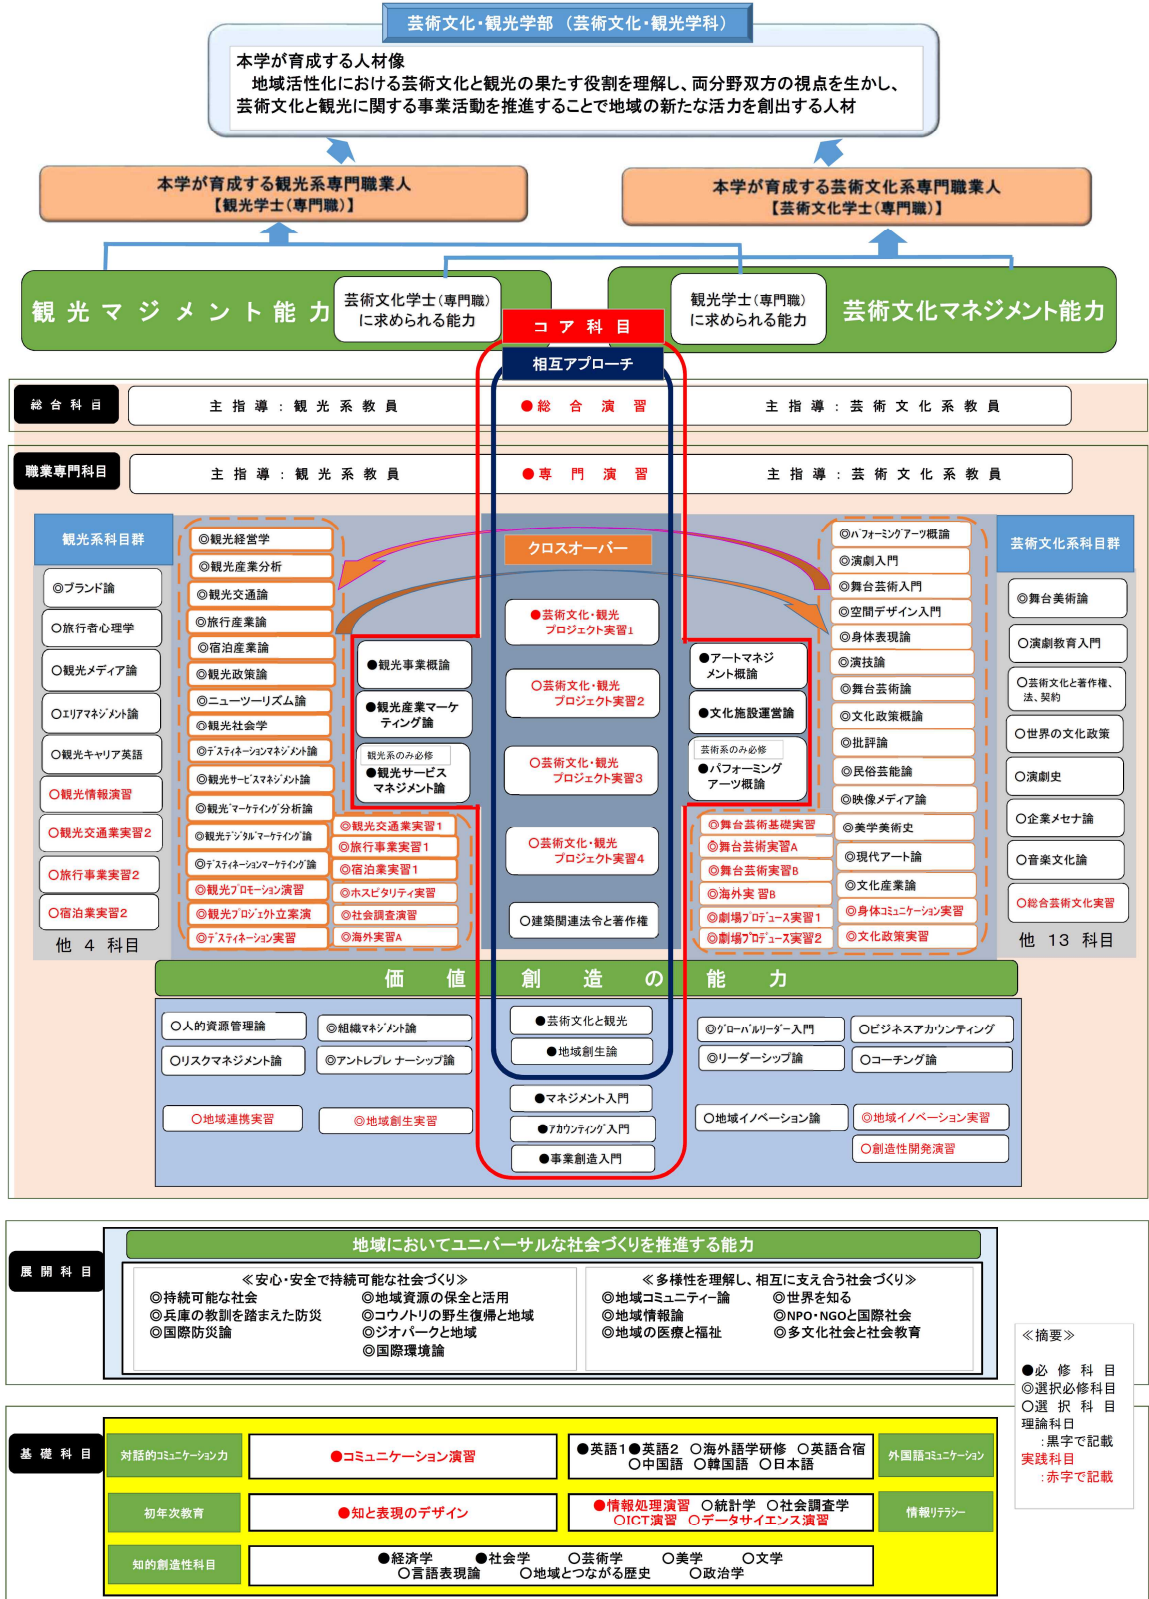 芸術文化・観光学部（芸術文化・観光学科）
本学が育成する人材像
地域活性化における芸術文化と観光の果たす役割を理解し、両分野双方の視点を生かし、
芸術文化と観光に関する事業活動を推進することで地域の新たな活力を創出する人材
本学が育成する観光系専門職業人
【観光学士（専門職）】
本学が育成する芸術文化系専門職業人
【芸術文化学士（専門職）】
観光マジメント能力
芸術文化学士（専門職）
に求められる能力
観光学士（専門職）
に求められる能力
芸術文化マネジメント能力
コア科目
相互アプローチ
総合科目
主指導：観光系教員
●総合演習
主指導：芸術文化系教員
職業専門科目
主指導：観光系教員
●専門演習
主指導：芸術文化系教員
観光系科目群
◎ブランド論
〇旅行者心理学
◎観光メディア論
〇エリアマネジメント論
◎観光キャリア英語
〇観光情報演習
〇観光交通業実習2
〇旅行事業実習2
〇宿泊業実習2
他 4 科目
◎観光経営学
◎観光産業分析
◎観光交通論
◎旅行産業論
◎宿泊産業論
◎観光政策論
◎ニューツーリズム論
◎観光社会学
◎デスティネーションマネジメント論
◎観光サービスマネジメント論
◎観光マーケティング分析論
◎観光デジタルマーケティング論
◎デスティネーションマーケティング論
◎観光プロモーション演習
◎観光プロジェクト立案演
◎デスティネーション実習
◎観光交通業実習1
◎旅行事業実習1
◎宿泊業実習1
◎ホスピタリティ実習
◎社会調査演習
◎海外実習A
●観光事業概論
●観光産業マーケ
ティング論
観光系のみ必修
●観光サービス
マネジメント論
クロスオーバー
●芸術文化・観光
プロジェクト実習1
〇芸術文化・観光
プロジェクト実習2
〇芸術文化・観光
プロジェクト実習3
〇芸術文化・観光
プロジェクト実習4
〇建築関連法令と著作権
●アートマネジ
メント概論
●文化施設運営論
芸術系のみ必修
●パフォーミング
アーツ概論
◎舞台芸術基礎実習
◎舞台芸術実習A
◎舞台芸術実習B
◎海外実 習B
◎劇場プロデュース実習1
◎劇場プロデュース実習2
◎パフォーミングアーツ概論
◎演劇入門
◎舞台芸術入門
◎空間デザイン入門
◎身体表現論
◎演技論
◎舞台芸術論
◎文化政策概論
◎批評論
◎民俗芸能論
◎映像メディア論
◎美学美術史
◎現代アート論
◎文化産業論
◎身体コミュニケーション実習
◎文化政策実習
芸術文化系科目群
◎舞台美術論
〇演劇教育入門
〇芸術文化と著作権、
法、契約
〇世界の文化政策
〇演劇史
〇企業メセナ論
〇音楽文化論
〇総合芸術文化実習
他 13 科目
価値創造の能力
〇人的資源管理論
◎組織マネジメント論
〇リスクマネジメント論
◎アントレプレナーシップ論
〇地域連携実習
◎地域創生実習
●芸術文化と観光
●地域創生論
●マネジメント入門
●アカウンティング入門
●事業創造入門
◎グローバルリーダー入門
〇ビジネスアカウンティング
◎リーダーシップ論
〇コーチング論
〇地域イノベーション論
◎地域イノベーション実習
〇創造性開発演習
展開科目
地域においてユニバーサルな社会づくりを推進する能力
≪安心・安全で持続可能な社会づくり≫
◎持続可能な社会 ◎地域資源の保全と活用
◎兵庫の教訓を踏まえた防災 ◎コウノトリの野生復帰と地域
◎国際防災論 ◎ジオパークと地域
◎国際環境論
≪多様性を理解し、相互に支え合う社会づくり≫
◎地域コミュニティー論 ◎世界を知る
◎地域情報論 ◎NPO・NGOと国際社会
◎地域の医療と福祉 ◎多文化社会と社会教育
≪摘要≫
●必修科目
◎選択必修科目
〇選択科目
理論科目
：黒字で記載
実践科目
：赤字で記載
基礎科目
対話的コミュニケーション力
●コミュニケーション演習
●英語1●英語2 〇海外語学研修 〇英語合宿
〇中国語 〇韓国語 〇日本語
外国語コミュニケーション
初年次教育
●知と表現のデザイン
●情報処理演習 〇統計学 〇社会調査学
〇ICT演習 〇データサイエンス演習
情報リテラシー
知的創造性科目
●経済学 ●社会学 〇芸術学 〇美学 〇文学
〇言語表現論 〇地域とつながる歴史 〇政治学